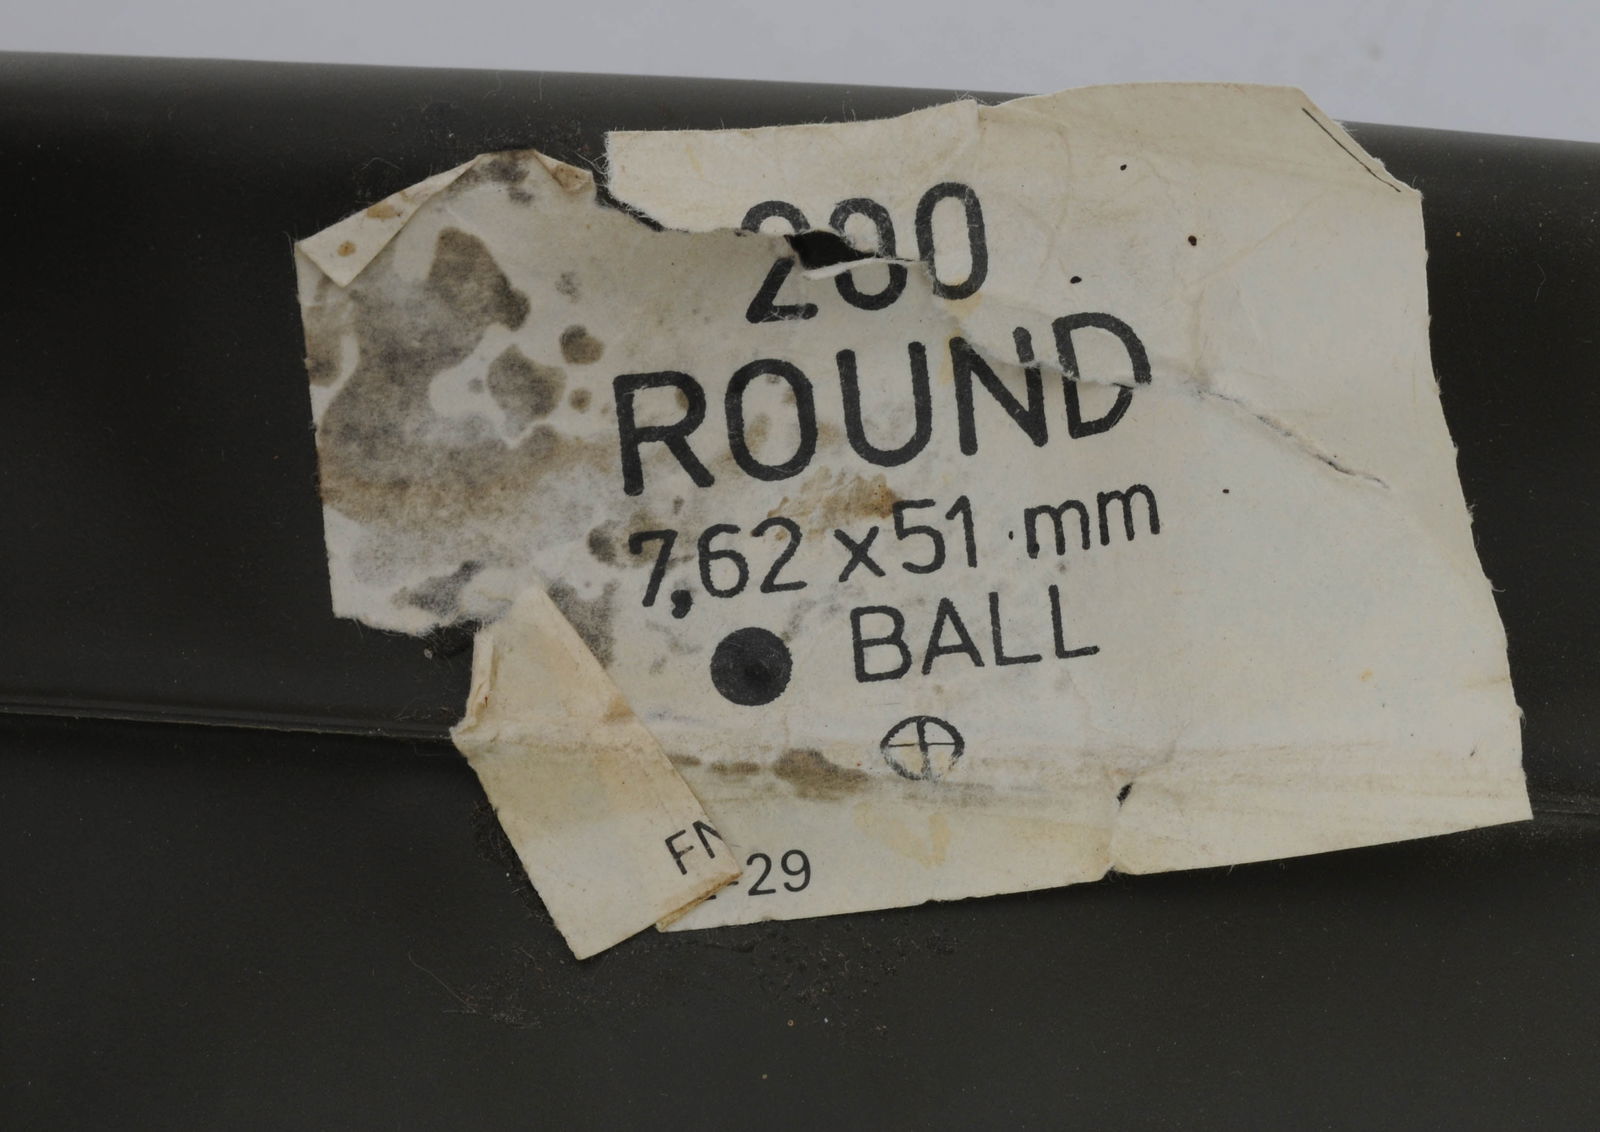 200
ROUND
7,62 x 51 mm
BALL
FN
-29